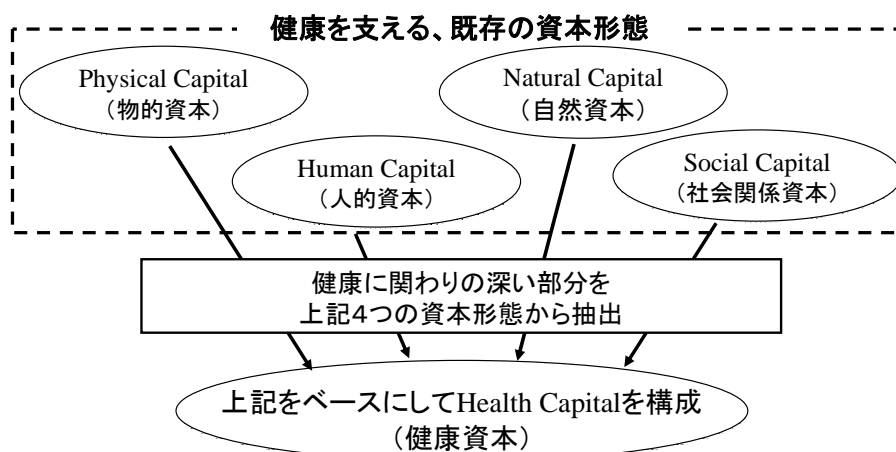 健康を支える、既存の資本形態
Physical Capital
（物的資本）
Natural Capital
（自然資本）
Human Capital
（人的資本）
Social Capital
（社会関係資本）
健康に関わりの深い部分を
上記４つの資本形態から抽出
上記をベースにしてHealth Capitalを構成
（健康資本）